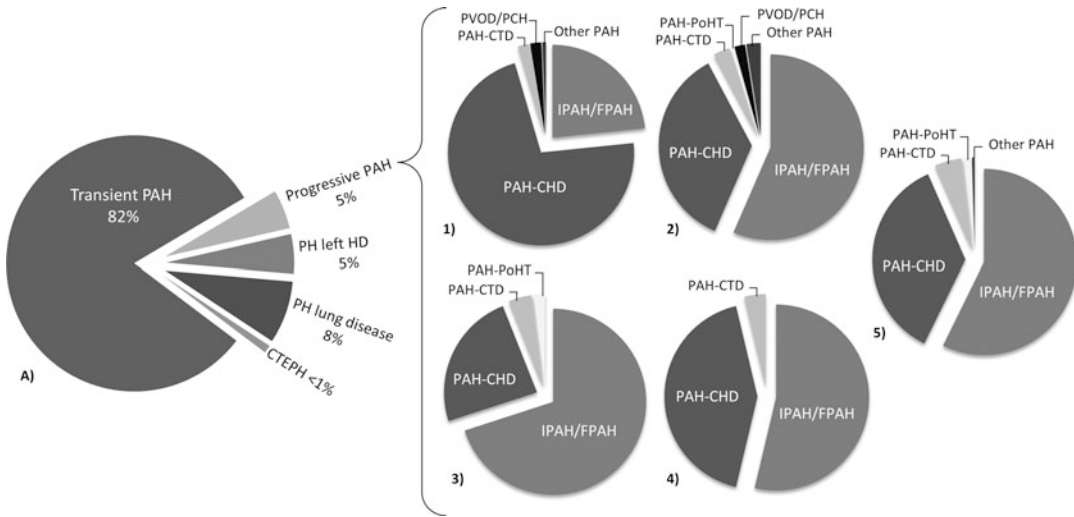 Transient PAH
82%
Progressive PAH
5%
PH left HD
5%
PH lung disease
8%
CTEPH <1%
A)
PVOD/PCH
PAH-CTD
Other PAH
IPAH/FPAH
PAH-CHD
1)
PVOD/PCH
PAH-PoHT
Other PAH
PAH-CTD
PAH-CHD
IPAH/FPAH
2)
PAH-PoHT
PAH-CTD
PAH-CHD
IPAH/FPAH
3)
PAH-CTD
PAH-CHD
IPAH/FPAH
4)
PAH-PoHT
Other PAH
PAH-CTD
PAH-CHD
IPAH/FPAH
5)